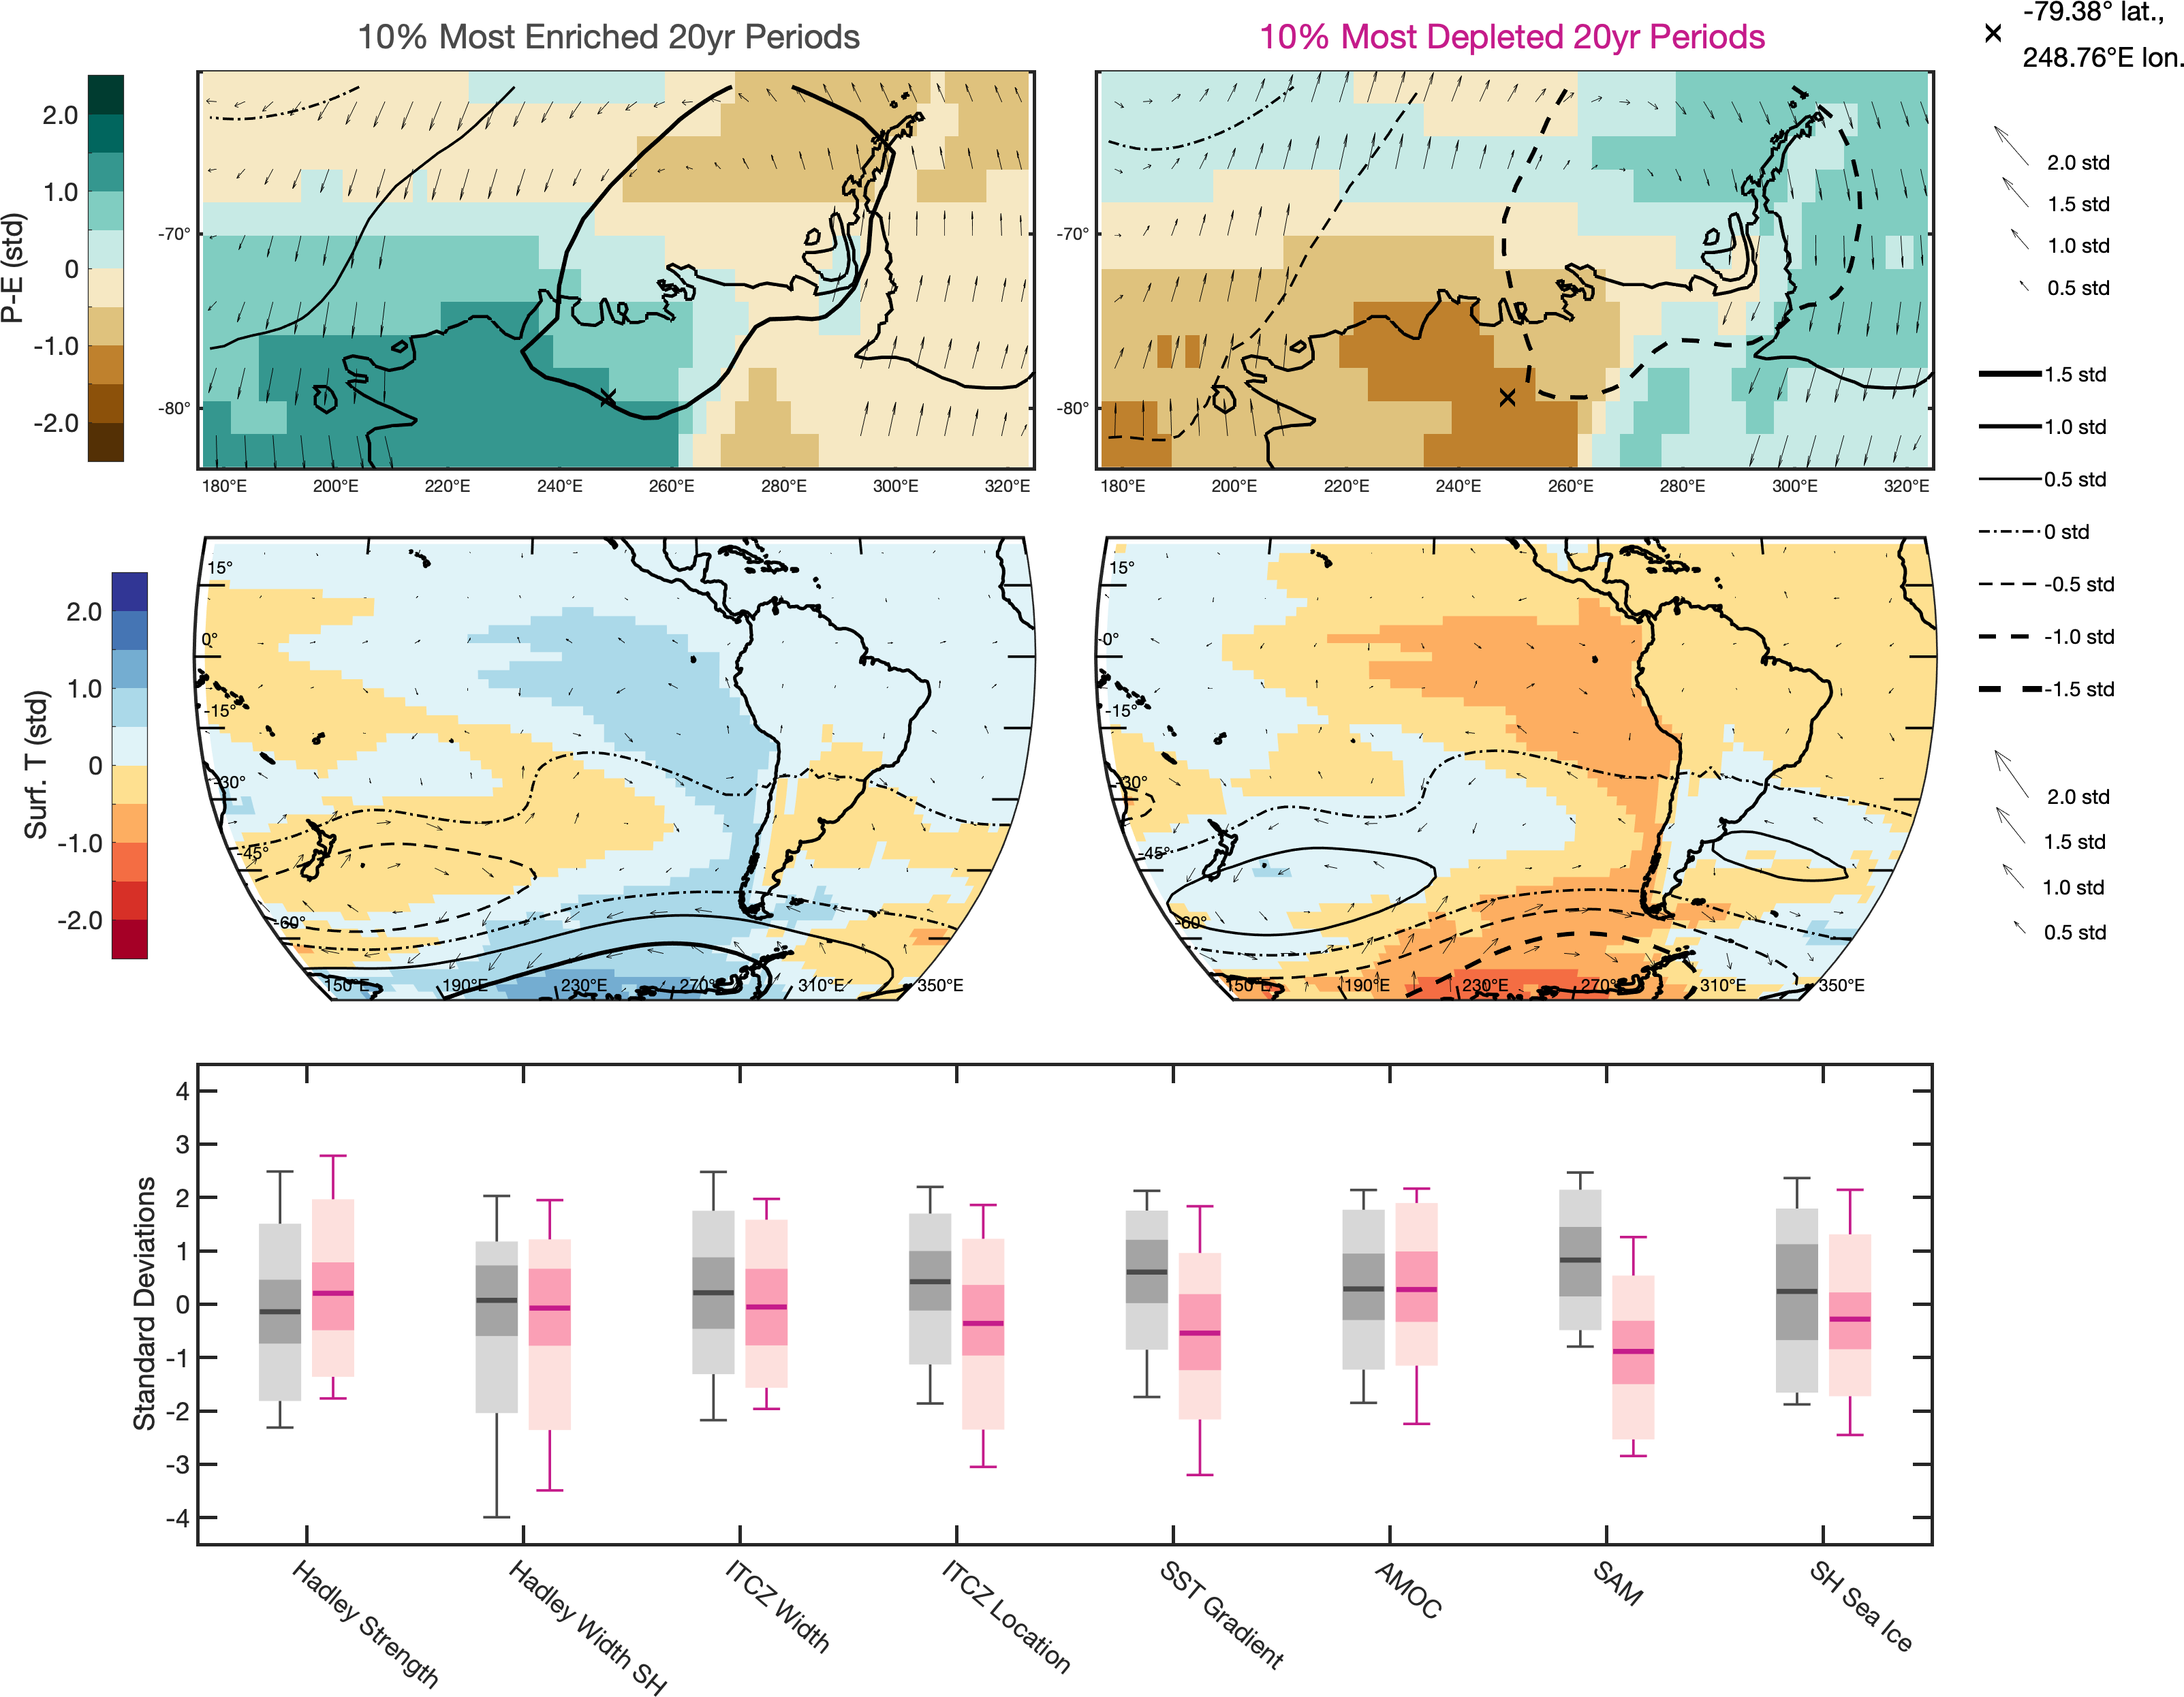 10% Most Enriched 20yr Periods
10% Most Depleted 20yr Periods
-79.38° lat.,
248.76°E lon.
P-E (std)
2.0
1.0
0
-1.0
-2.0
-70°
-80°
180°E 200°E 220°E 240°E 260°E 280°E 300°E 320°E
-70°
-80°
180°E 200°E 220°E 240°E 260°E 280°E 300°E 320°E
2.0 std
1.5 std
1.0 std
0.5 std
1.5 std
1.0 std
0.5 std
0 std
-0.5 std
-1.0 std
-1.5 std
2.0 std
1.5 std
1.0 std
0.5 std
Surf. T (std)
2.0
1.0
0
-1.0
-2.0
15°
0°
-15°
-30°
-45°
-60°
150°E 190°E 230°E 270° 310°E 350°E
15°
-0°
-15°
-30°
-45°
-60°
150°E 190°E 230°E 270° 310°E 350°E
Standard Deviations
4
3
2
1
0
-1
-2
-3
-4
Hadley Strength
Hadley Width SH
ITCZ Width
ITCZ Location
SST Gradient
AMOC
SAM
SH Sea Ice